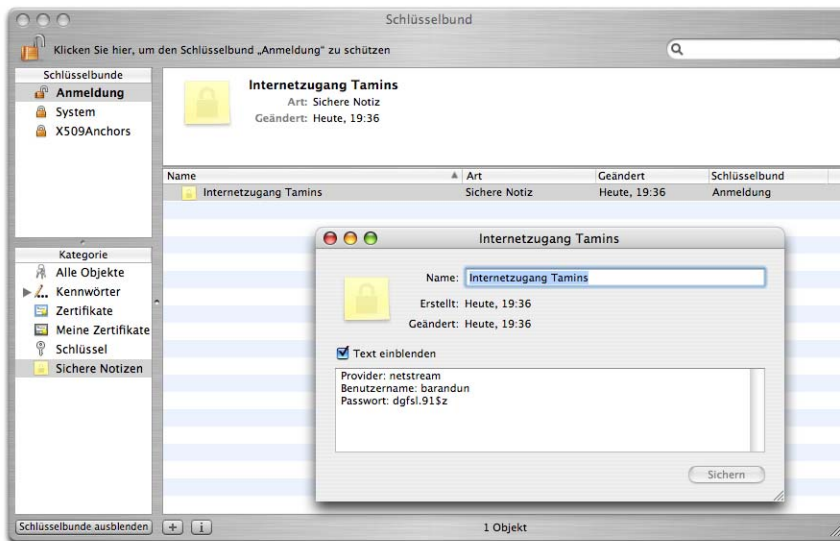 Schlüsselbund
Klicken Sie hier, um den Schlüsselbund „Anmeldung“ zu schützen
Schlüsselbunde
Anmeldung
System
X509Anchors
Internetzugang Tamins
Art: Sichere Notiz
Geändert: Heute, 19:36
Name Art Geändert Schlüsselbund
Internetzugang Tamins Sichere Notiz Heute, 19:36 Anmeldung
Kategorie
Alle Objekte
Kennwörter
Zertifikate
Meine Zertifikate
Schlüssel
Sichere Notizen
Internetzugang Tamins
Name: Internetzugang Tamins
Erstellt: Heute, 19:36
Geändert: Heute, 19:36
Text einblenden
Provider: netstream
Benutzername: barandun
Passwort: dgfsl.91$z
Sichern
Schlüsselbunde ausblenden
1 Objekt